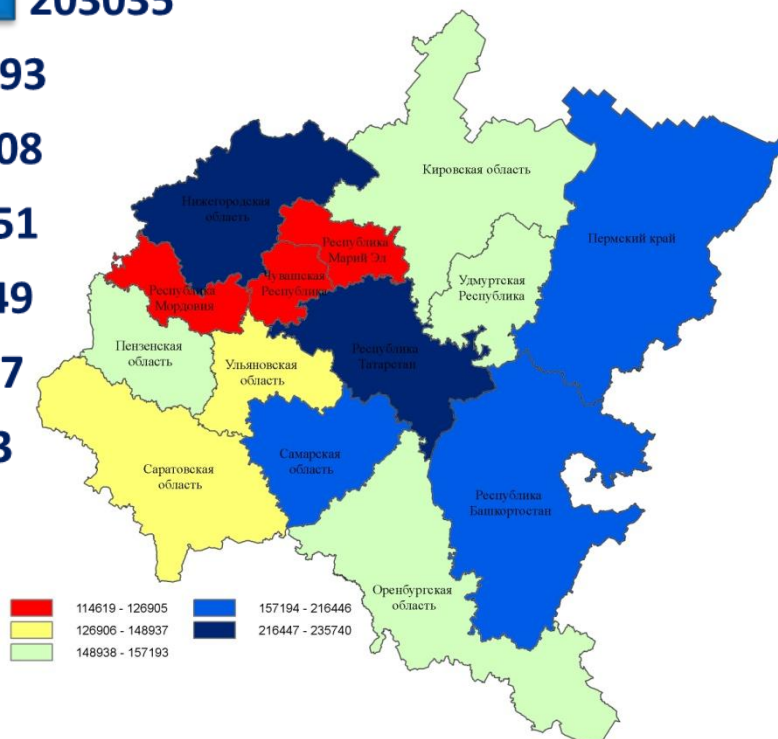 203035
93
08
51
49
7
3
Кировская область
Нижегородская
область
Пермский край
Республика
Марий Эл
Чувашская
Республика
Удмуртская
Республика
Республика
Мордовия
Пензенская
область
Ульяновская
область
Республика
Татарстан
Самарская
область
Саратовская
область
Республика
Башкортостан
Оренбургская
область
114619 - 126905
157194 - 216446
126906 - 148937
216447 - 235740
148938 - 157193